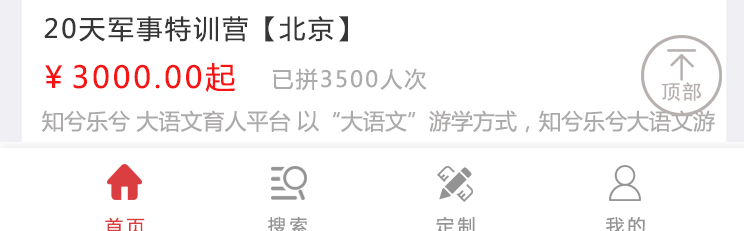 20天军事特训营【北京】
￥3000.00起 已拼3500人次
顶部
知兮乐兮 大语文育人平台 以“大语文”游学方式，知兮乐兮大语文游
首页 搜索 定制 我的